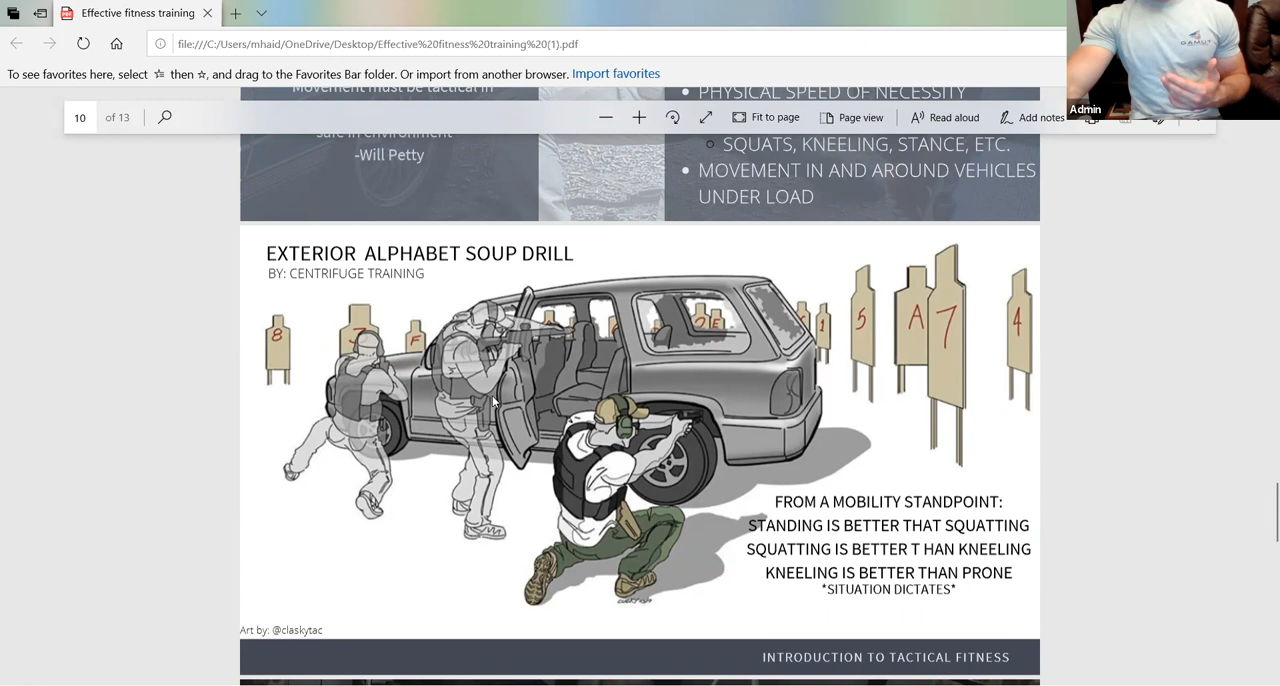 Effective fitness training
file:///C:/Users/mhaid/OneDrive/Desktop/Effective%20fitness%20training%20(1).pdf
To see favorites here, select then , and drag to the Favorites Bar folder. Or import from another browser. Import favorites
Admin
GAMUT
10 of 13
Fit to page
Page view
Read aloud
Add notes
Movement must be tactical in
safe in environment
-Will Petty
• PHYSICAL SPEED OF NECESSITY
SQUATS, KNEELING, STANCE, ETC.
• MOVEMENT IN AND AROUND VEHICLES
UNDER LOAD
EXTERIOR ALPHABET SOUP DRILL
BY: CENTRIFUGE TRAINING
8
F
1
5
A
7
4
FROM A MOBILITY STANDPOINT:
STANDING IS BETTER THAT SQUATTING
SQUATTING IS BETTER T HAN KNEELING
KNEELING IS BETTER THAN PRONE
*SITUATION DICTATES*
Art by: @claskytac
INTRODUCTION TO TACTICAL FITNESS